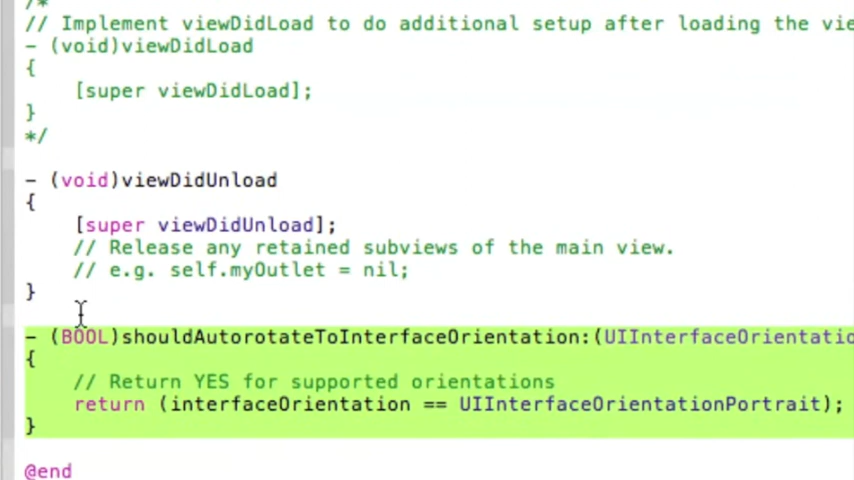 /*
// Implement viewDidLoad to do additional setup after loading the vie
- (void)viewDidLoad
{
[super viewDidLoad];
}
*/
- (void)viewDidUnload
{
[super viewDidUnload];
// Release any retained subviews of the main view.
// e.g. self.myOutlet = nil;
}
- (BOOL)shouldAutorotateToInterfaceOrientation:(UIInterfaceOrientatio
{
// Return YES for supported orientations
return (interfaceOrientation == UIInterfaceOrientationPortrait);
}
@end